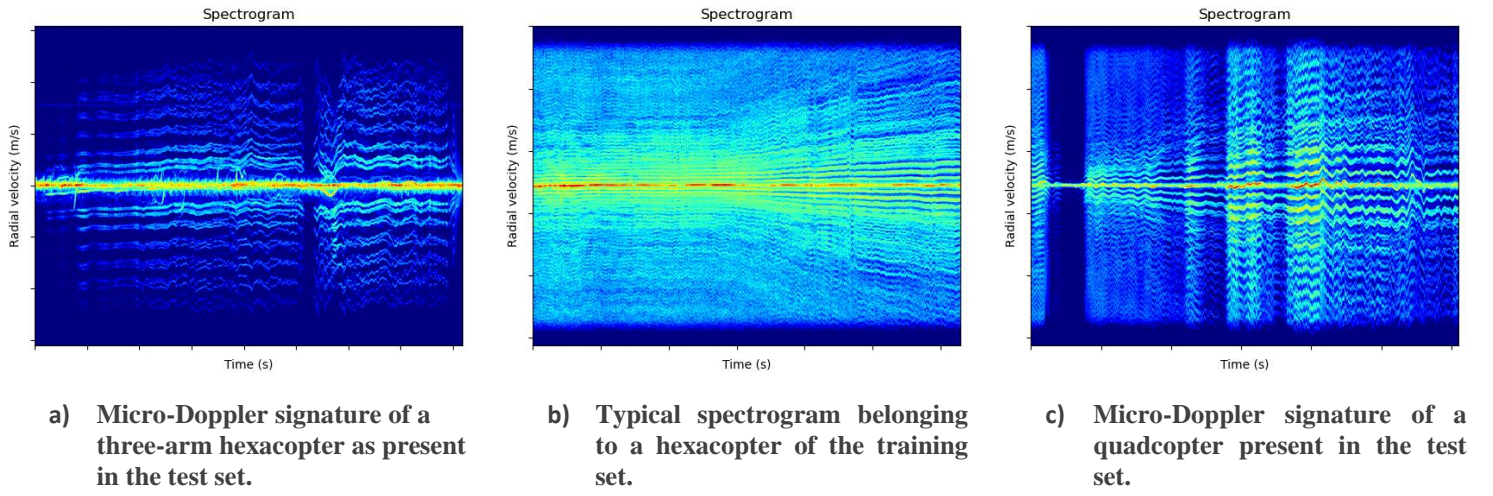 Spectrogram
Radial velocity (m/s)
Time (s)
Spectrogram
Radial velocity (m/s)
Time (s)
Spectrogram
Radial velocity (m/s)
Time (s)
a) Micro-Doppler signature of a
three-arm hexacopter as present
in the test set.
b) Typical spectrogram belonging
to a hexacopter of the training
set.
c) Micro-Doppler signature of a
quadcopter present in the test
set.